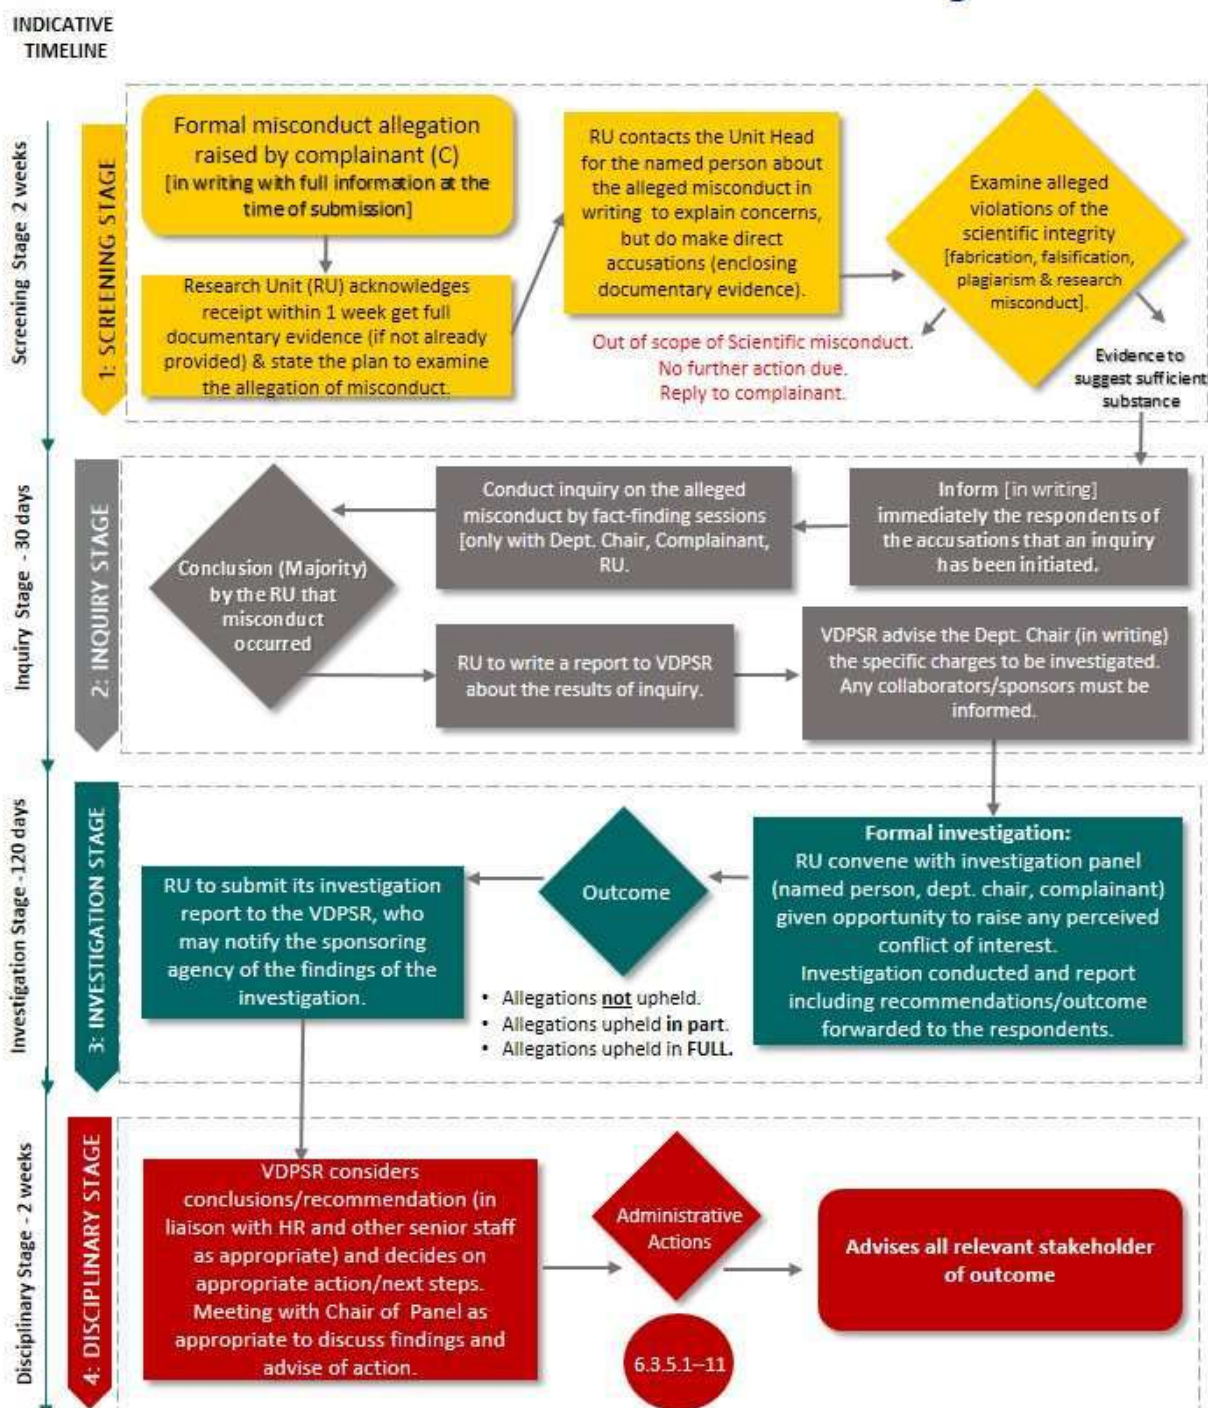 INDICATIVE
TIMELINE
Screening Stage 2 weeks
1: SCREENING STAGE
Formal misconduct allegation
raised by complainant (C)
[in writing with full information at the
time of submission]
Research Unit (RU) acknowledges
receipt within 1 week get full
documentary evidence (if not already
provided) & state the plan to examine
the allegation of misconduct.
RU contacts the Unit Head
for the named person about
the alleged misconduct in
writing to explain concerns,
but do make direct
accusations (enclosing
documentary evidence).
Examine alleged
violations of the
scientific integrity
[fabrication, falsification,
plagiarism & research
misconduct].
Out of scope of Scientific misconduct.
No further action due.
Reply to complainant.
Evidence to
suggest sufficient
substance
Inquiry Stage - 30 days
2: INQUIRY STAGE
Inform [in writing]
immediately the respondents of
the accusations that an inquiry
has been initiated.
Conduct inquiry on the alleged
misconduct by fact-finding sessions
[only with Dept. Chair, Complainant,
RU.
Conclusion (Majority)
by the RU that
misconduct
occurred
RU to write a report to VDPSR
about the results of inquiry.
VDPSR advise the Dept. Chair (in writing)
the specific charges to be investigated.
Any collaborators/sponsors must be
informed.
Investigation Stage -120 days
3: INVESTIGATION STAGE
Formal investigation:
RU convene with investigation panel
(named person, dept. chair, complainant)
given opportunity to raise any perceived
conflict of interest.
Investigation conducted and report
including recommendations/outcome
forwarded to the respondents.
Outcome
• Allegations not upheld.
• Allegations upheld in part.
• Allegations upheld in FULL.
RU to submit its investigation
report to the VDPSR, who
may notify the sponsoring
agency of the findings of the
investigation.
Disciplinary Stage - 2 weeks
4: DISCIPLINARY STAGE
VDPSR considers
conclusions/recommendation (in
liaison with HR and other senior staff
as appropriate) and decides on
appropriate action/next steps.
Meeting with Chair of Panel as
appropriate to discuss findings and
advise of action.
Administrative
Actions
6.3.5.1–11
Advises all relevant stakeholder
of outcome